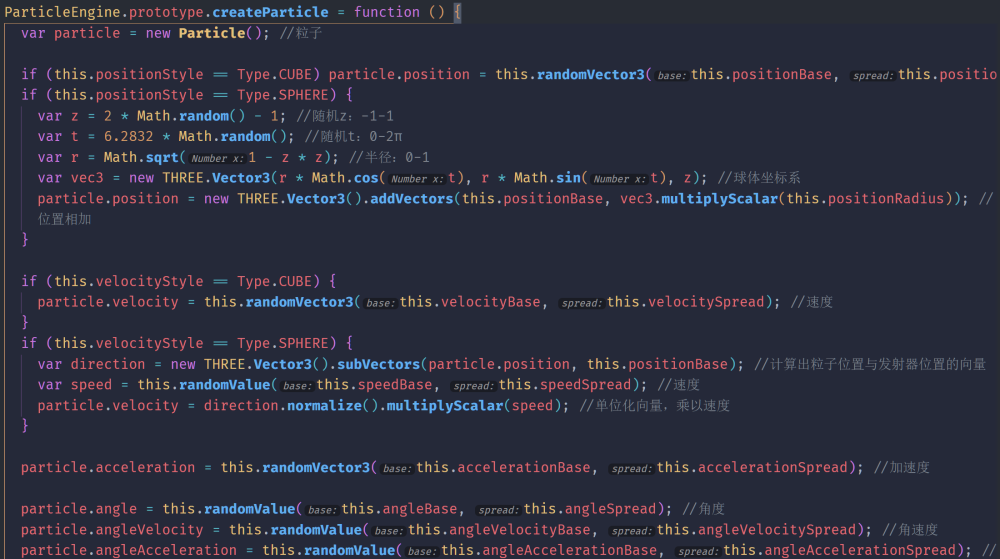 ParticleEngine.prototype.createParticle = function () {
var particle = new Particle(); //粒子
if (this.positionStyle == Type.CUBE) particle.position = this.randomVector3( base: this.positionBase, spread: this.positio
if (this.positionStyle == Type.SPHERE) {
var z = 2 * Math.random() - 1; //随机z：-1-1
var t = 6.2832 * Math.random(); //随机t：0-2π
var r = Math.sqrt( Number x: 1 - z * z); //半径：0-1
var vec3 = new THREE.Vector3(r * Math.cos( Number x: t), r * Math.sin( Number x: t), z); //球体坐标系
particle.position = new THREE.Vector3().addVectors(this.positionBase, vec3.multiplyScalar(this.positionRadius)); //
位置相加
}
if (this.velocityStyle == Type.CUBE) {
particle.velocity = this.randomVector3( base: this.velocityBase, spread: this.velocitySpread); //速度
}
if (this.velocityStyle == Type.SPHERE) {
var direction = new THREE.Vector3().subVectors(particle.position, this.positionBase); //计算出粒子位置与发射器位置的向量
var speed = this.randomValue( base: this.speedBase, spread: this.speedSpread); //速度
particle.velocity = direction.normalize().multiplyScalar(speed); //单位化向量，乘以速度
}
particle.acceleration = this.randomVector3( base: this.accelerationBase, spread: this.accelerationSpread); //加速度
particle.angle = this.randomValue( base: this.angleBase, spread: this.angleSpread); //角度
particle.angleVelocity = this.randomValue( base: this.angleVelocityBase, spread: this.angleVelocitySpread); //角速度
particle.angleAcceleration = this.randomValue( base: this.angleAccelerationBase, spread: this.angleAccelerationSpread); //